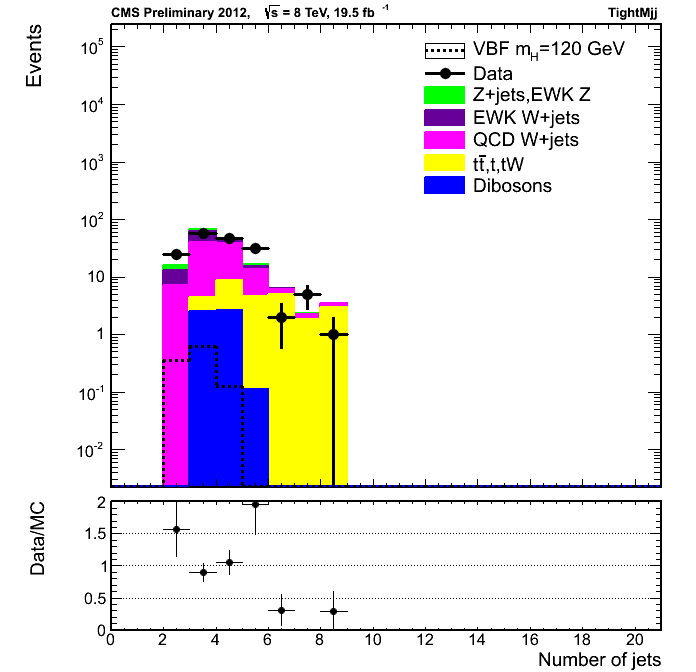 CMS Preliminary 2012, √s = 8 TeV, 19.5 fb⁻¹ TightMjj
Events
10⁵
10⁴
10³
10²
10
1
10⁻¹
10⁻²
VBF m_H=120 GeV
Data
Z+jets,EWK Z
EWK W+jets
QCD W+jets
tt̄,t,tW
Dibosons
Data/MC
2
1.5
1
0.5
0
0 2 4 6 8 10 12 14 16 18 20
Number of jets